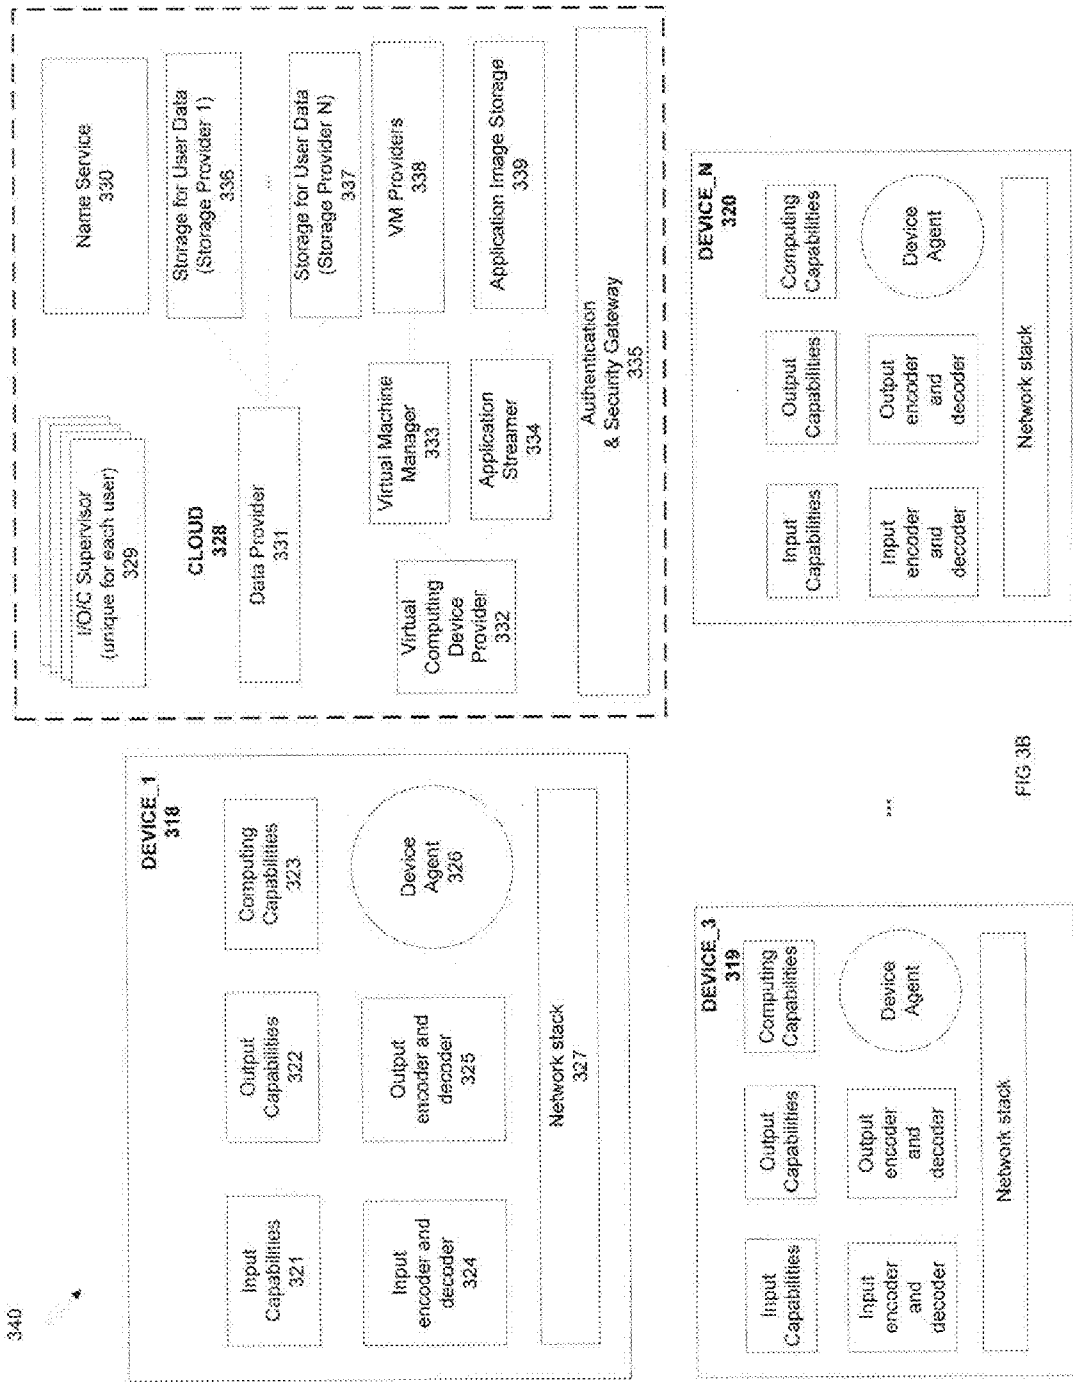 340
DEVICE_1
318
Input
Capabilities
321
Output
Capabilities
322
Computing
Capabilities
323
Input
encoder and
decoder
324
Output
encoder and
decoder
325
Device
Agent
326
Network stack
327
I/O/C Supervisor
(unique for each user)
329
Name Service
330
CLOUD
328
Data Provider
331
Storage for User Data
(Storage Provider 1)
336
...
Storage for User Data
(Storage Provider N)
337
Virtual
Computing
Device
Provider
332
Virtual Machine
Manager
333
VM Providers
338
Application
Streamer
334
Application Image Storage
339
Authentication
& Security Gateway
335
DEVICE_3
319
Input
Capabilities
Output
Capabilities
Computing
Capabilities
Input
encoder
and
decoder
Output
encoder
and
decoder
Device
Agent
Network stack
...
DEVICE_N
320
Input
Capabilities
Output
Capabilities
Computing
Capabilities
Input
encoder
and
decoder
Output
encoder
and
decoder
Device
Agent
Network stack
FIG 3B